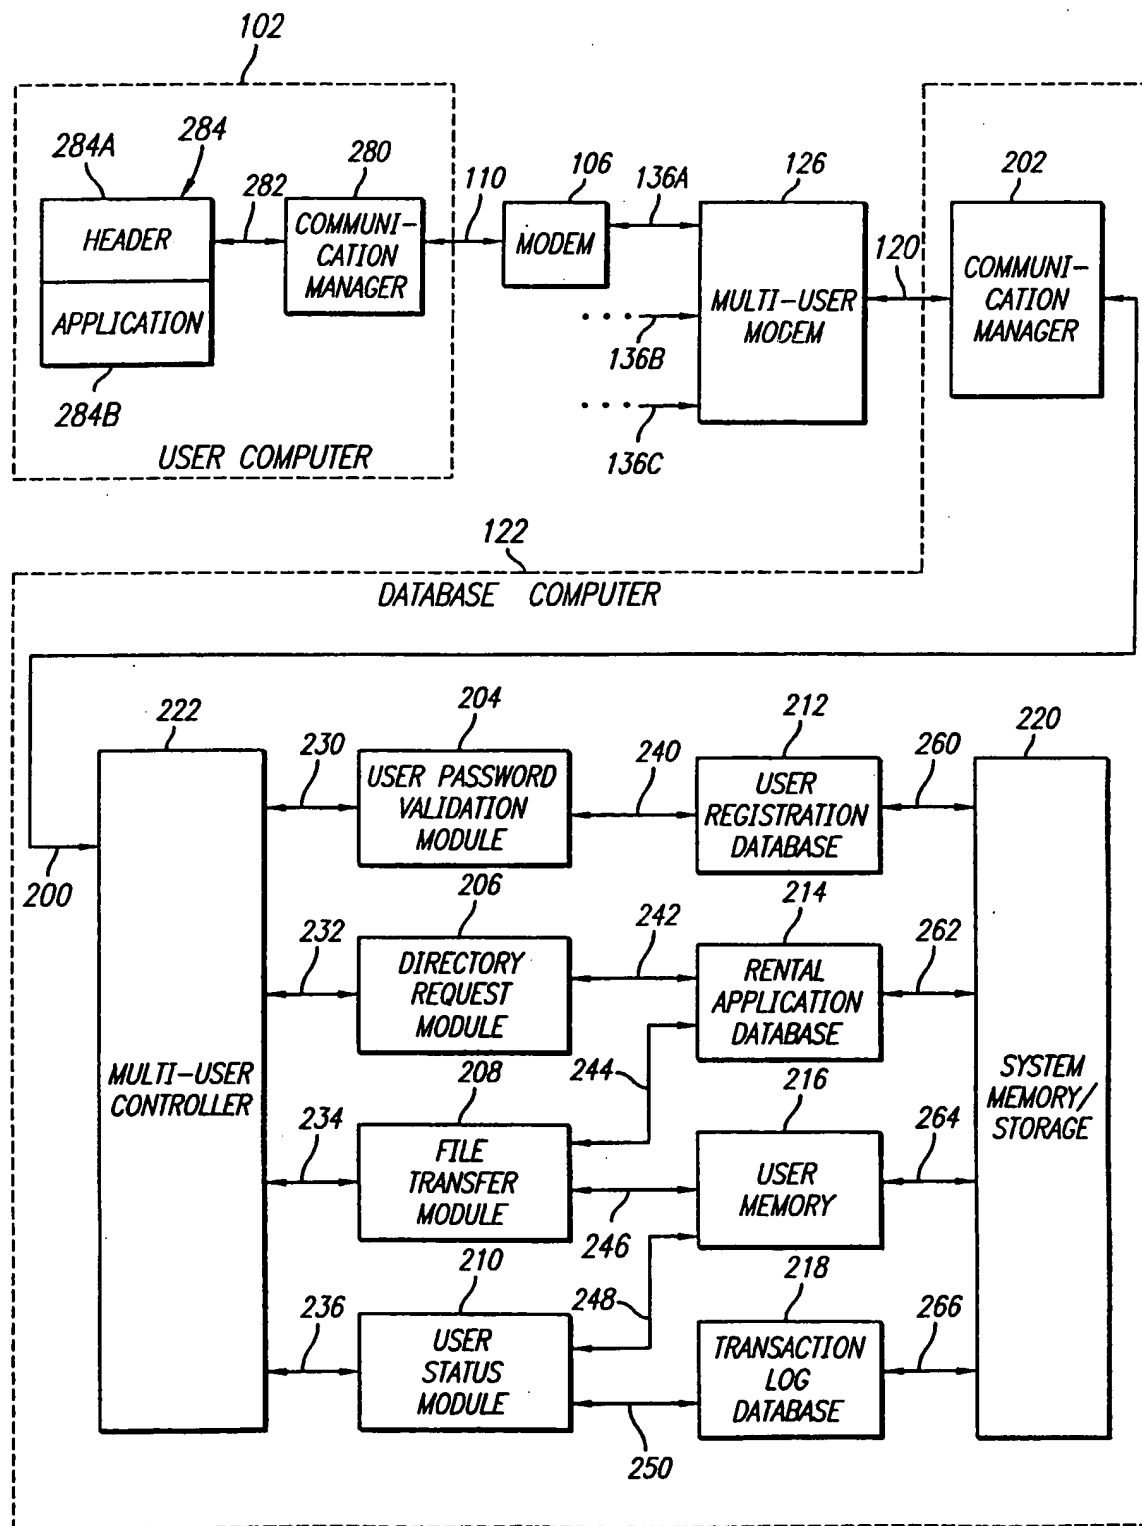 102
284A
284
282
280
110
106
136A
126
202
HEADER
APPLICATION
COMMUNI-
CATION
MANAGER
MODEM
MULTI-USER
MODEM
120
COMMUNI-
CATION
MANAGER
136B
136C
284B
USER COMPUTER
122
DATABASE COMPUTER
222
230
204
240
212
260
220
USER PASSWORD
VALIDATION
MODULE
USER
REGISTRATION
DATABASE
200
206
214
232
242
262
DIRECTORY
REQUEST
MODULE
RENTAL
APPLICATION
DATABASE
MULTI-USER
CONTROLLER
208
244
216
SYSTEM
MEMORY/
STORAGE
234
264
FILE
TRANSFER
MODULE
USER
MEMORY
246
210
248
218
236
266
USER
STATUS
MODULE
TRANSACTION
LOG
DATABASE
250